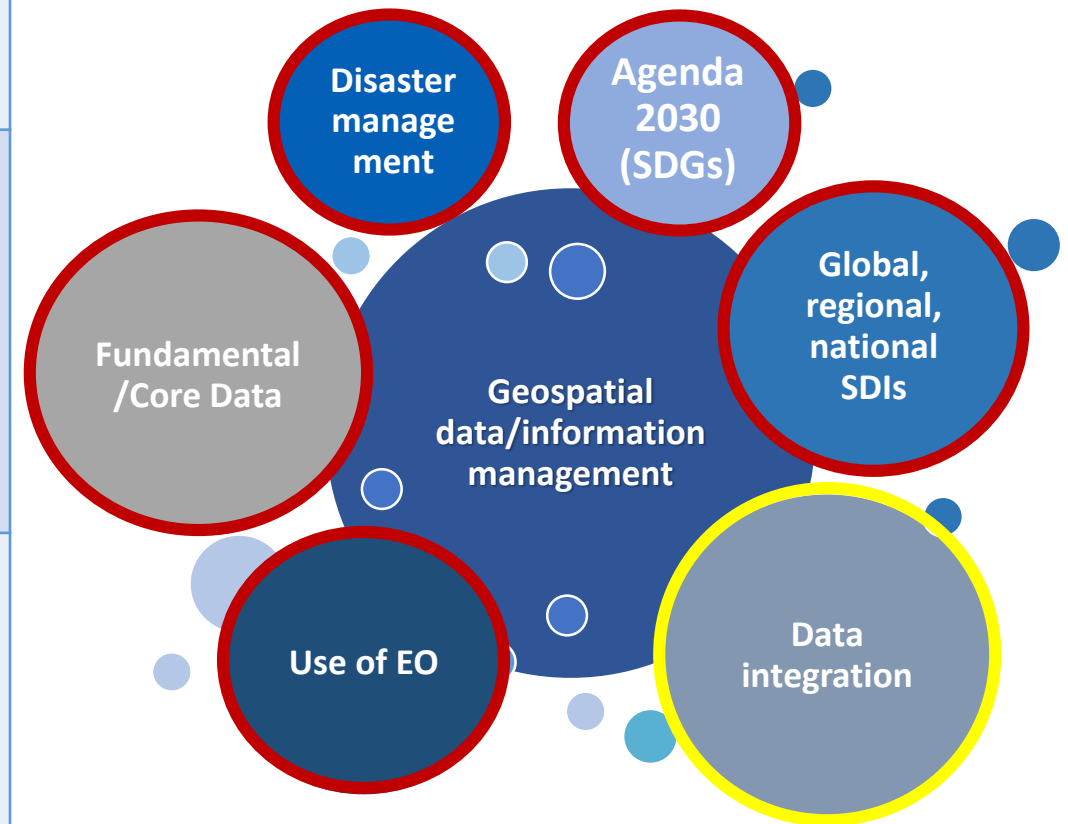 Disaster
manage
ment
Agenda
2030
(SDGs)
Global,
regional,
national
SDIs
Fundamental
/Core Data
Geospatial
data/information
management
Use of EO
Data
integration